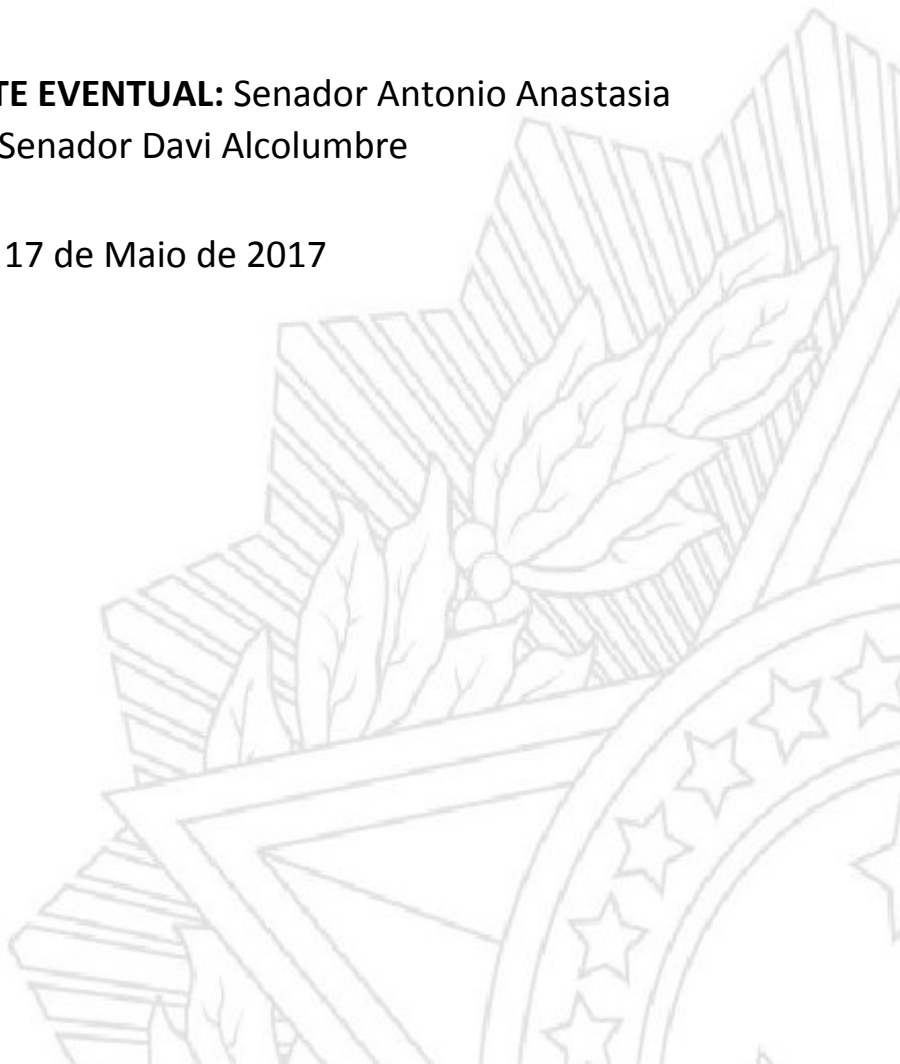 TE EVENTUAL: Senador Antonio Anastasia
Senador Davi Alcolumbre
17 de Maio de 2017